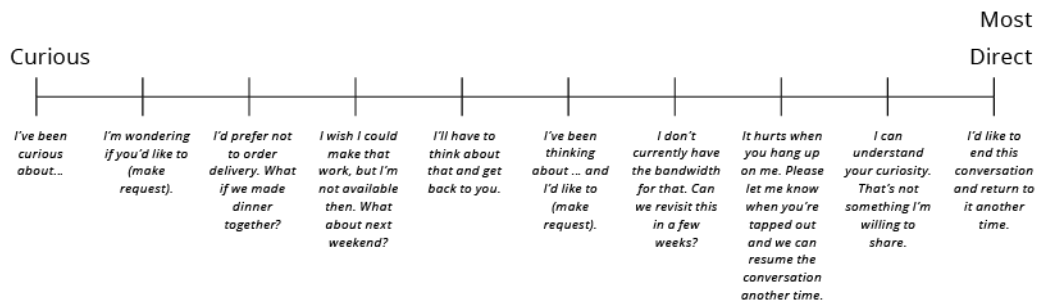 Most
Curious
Direct
I've been
curious
about...
I'm wondering
if you'd like to
(make
request).
I'd prefer not
to order
delivery. What
if we made
dinner
together?
I wish I could
make that
work, but I'm
not available
then. What
about next
weekend?
I'll have to
think about
that and get
back to you.
I've been
thinking
about ... and
I'd like to
(make
request).
I don't
currently have
the bandwidth
for that. Can
we revisit this
in a few
weeks?
It hurts when
you hang up
on me. Please
let me know
when you're
tapped out
and we can
resume the
conversation
another time.
I can
understand
your curiosity.
That's not
something I'm
willing to
share.
I'd like to
end this
conversation
and return to
it another
time.